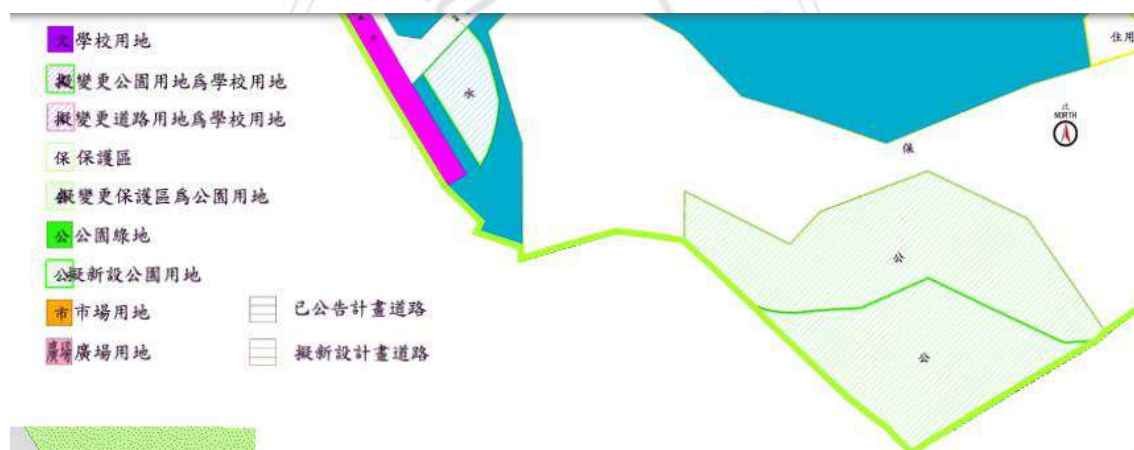 大學校用地
擬變更公園用地為學校用地
擬變更道路用地為學校用地
保 保護區
擬變更保護區為公園用地
公 公園綠地
公 擬新設公園用地
市 市場用地
廣場 廣場用地
已公告計畫道路
擬新設計畫道路
水
住用
北
NORTH
保
公
公